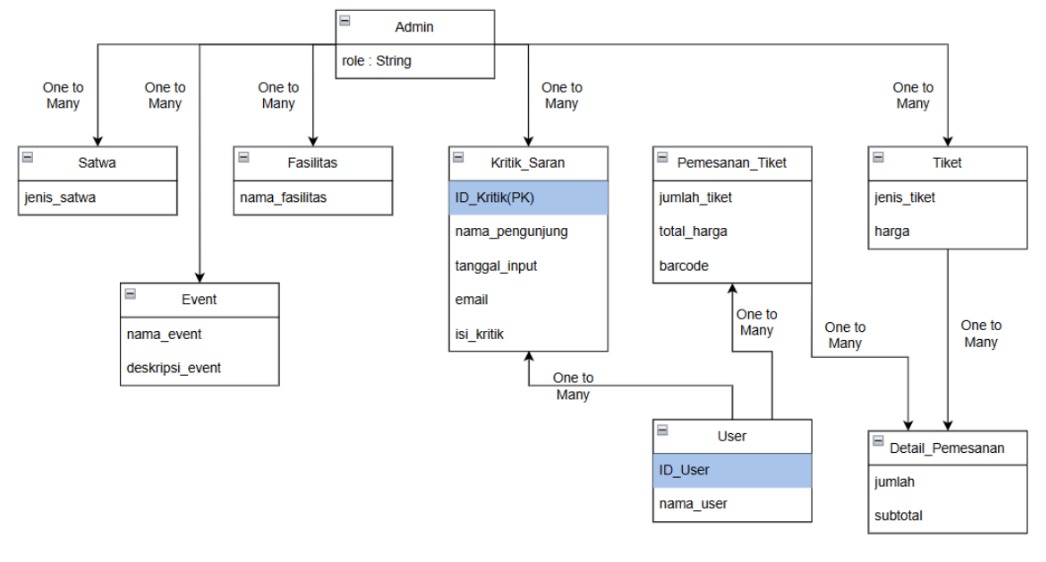 Admin
role : String
One to
Many
One to
Many
One to
Many
One to
Many
One to
Many
Satwa
jenis_satwa
Fasilitas
nama_fasilitas
Kritik_Saran
ID_Kritik(PK)
nama_pengunjung
tanggal_input
email
isi_kritik
Pemesanan_Tiket
jumlah_tiket
total_harga
barcode
Tiket
jenis_tiket
harga
Event
nama_event
deskripsi_event
One to
Many
One to
Many
One to
Many
One to
Many
User
ID_User
nama_user
Detail_Pemesanan
jumlah
subtotal